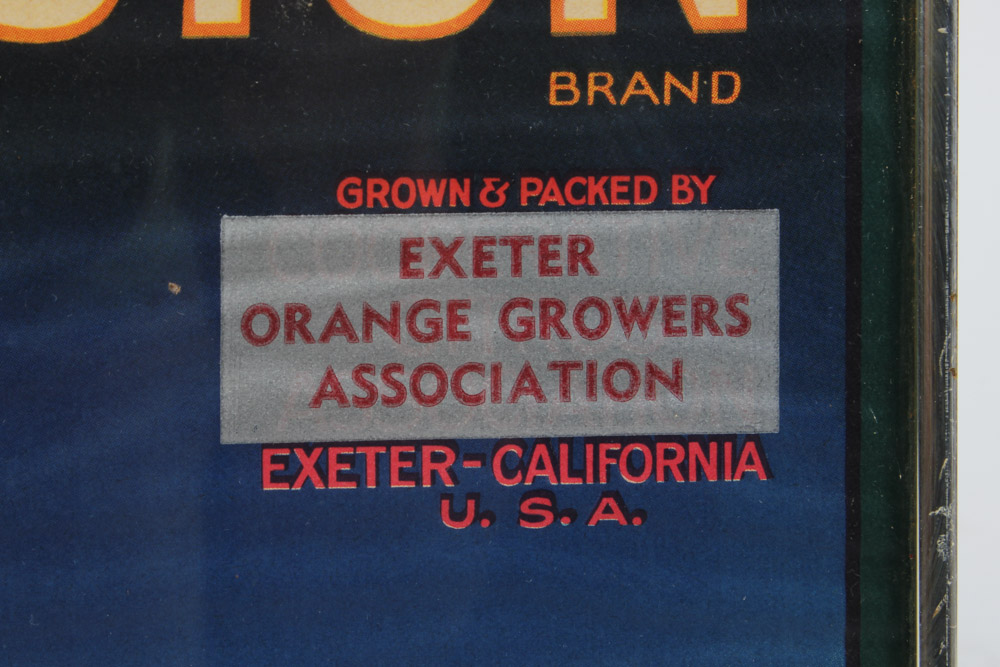 BRAND
GROWN & PACKED BY
EXETER
ORANGE GROWERS
ASSOCIATION
EXETER-CALIFORNIA
U. S. A.